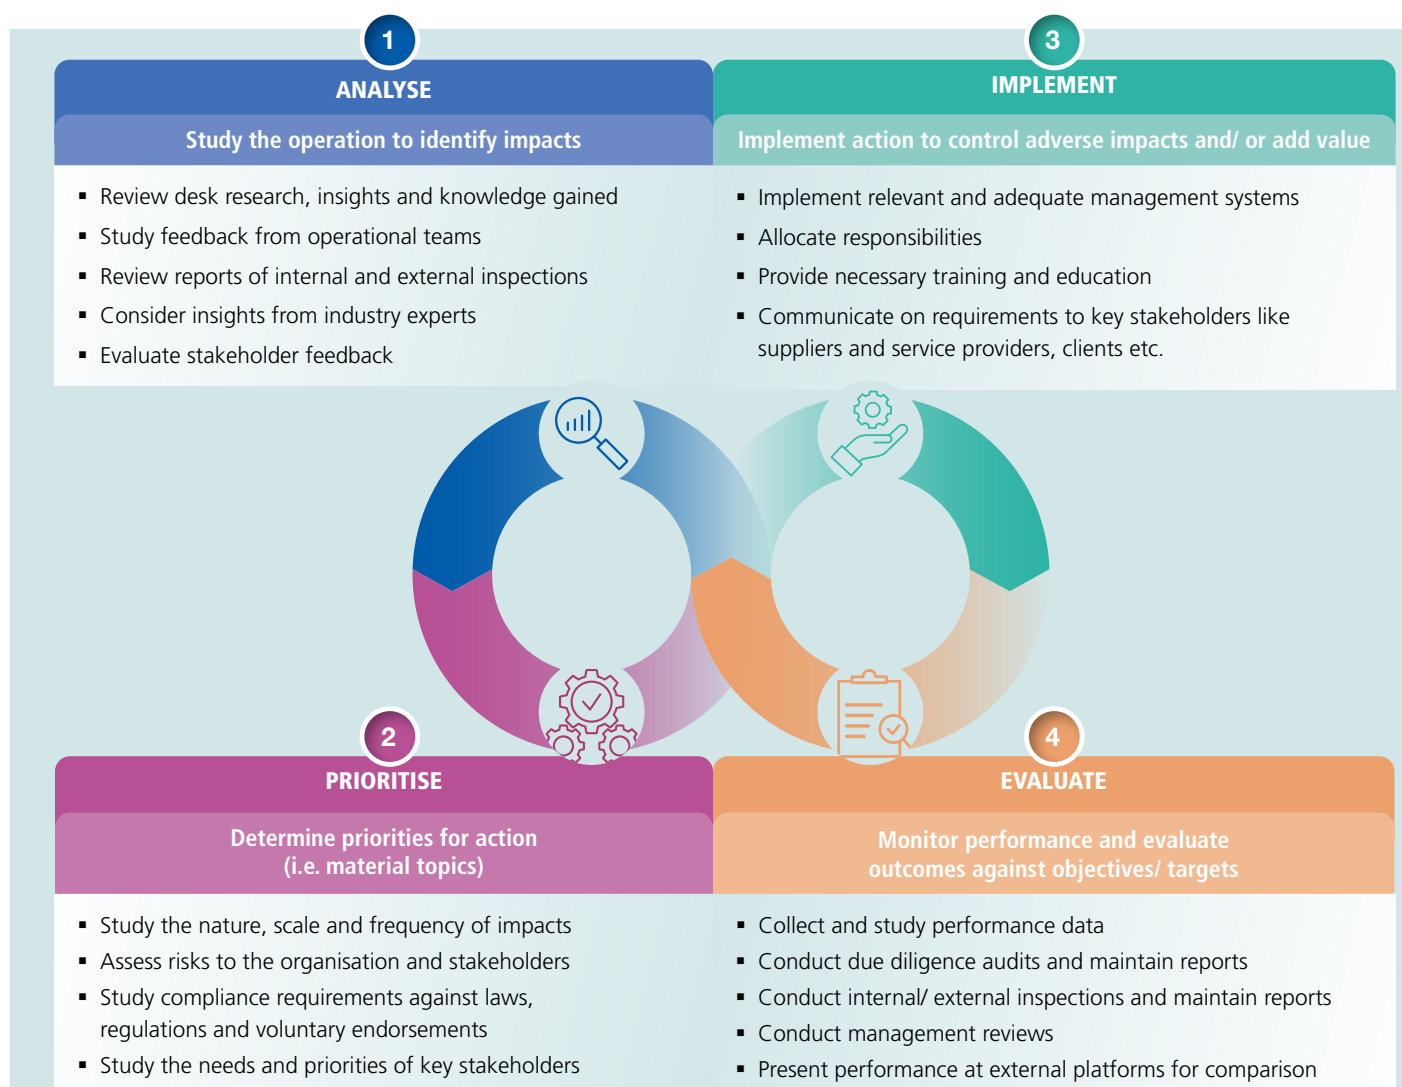 1
ANALYSE
Study the operation to identify impacts
▪ Review desk research, insights and knowledge gained
▪ Study feedback from operational teams
▪ Review reports of internal and external inspections
▪ Consider insights from industry experts
▪ Evaluate stakeholder feedback
2
PRIORITISE
Determine priorities for action
(i.e. material topics)
▪ Study the nature, scale and frequency of impacts
▪ Assess risks to the organisation and stakeholders
▪ Study compliance requirements against laws,
regulations and voluntary endorsements
▪ Study the needs and priorities of key stakeholders
3
IMPLEMENT
Implement action to control adverse impacts and/ or add value
▪ Implement relevant and adequate management systems
▪ Allocate responsibilities
▪ Provide necessary training and education
▪ Communicate on requirements to key stakeholders like
suppliers and service providers, clients etc.
4
EVALUATE
Monitor performance and evaluate
outcomes against objectives/ targets
▪ Collect and study performance data
▪ Conduct due diligence audits and maintain reports
▪ Conduct internal/ external inspections and maintain reports
▪ Conduct management reviews
▪ Present performance at external platforms for comparison